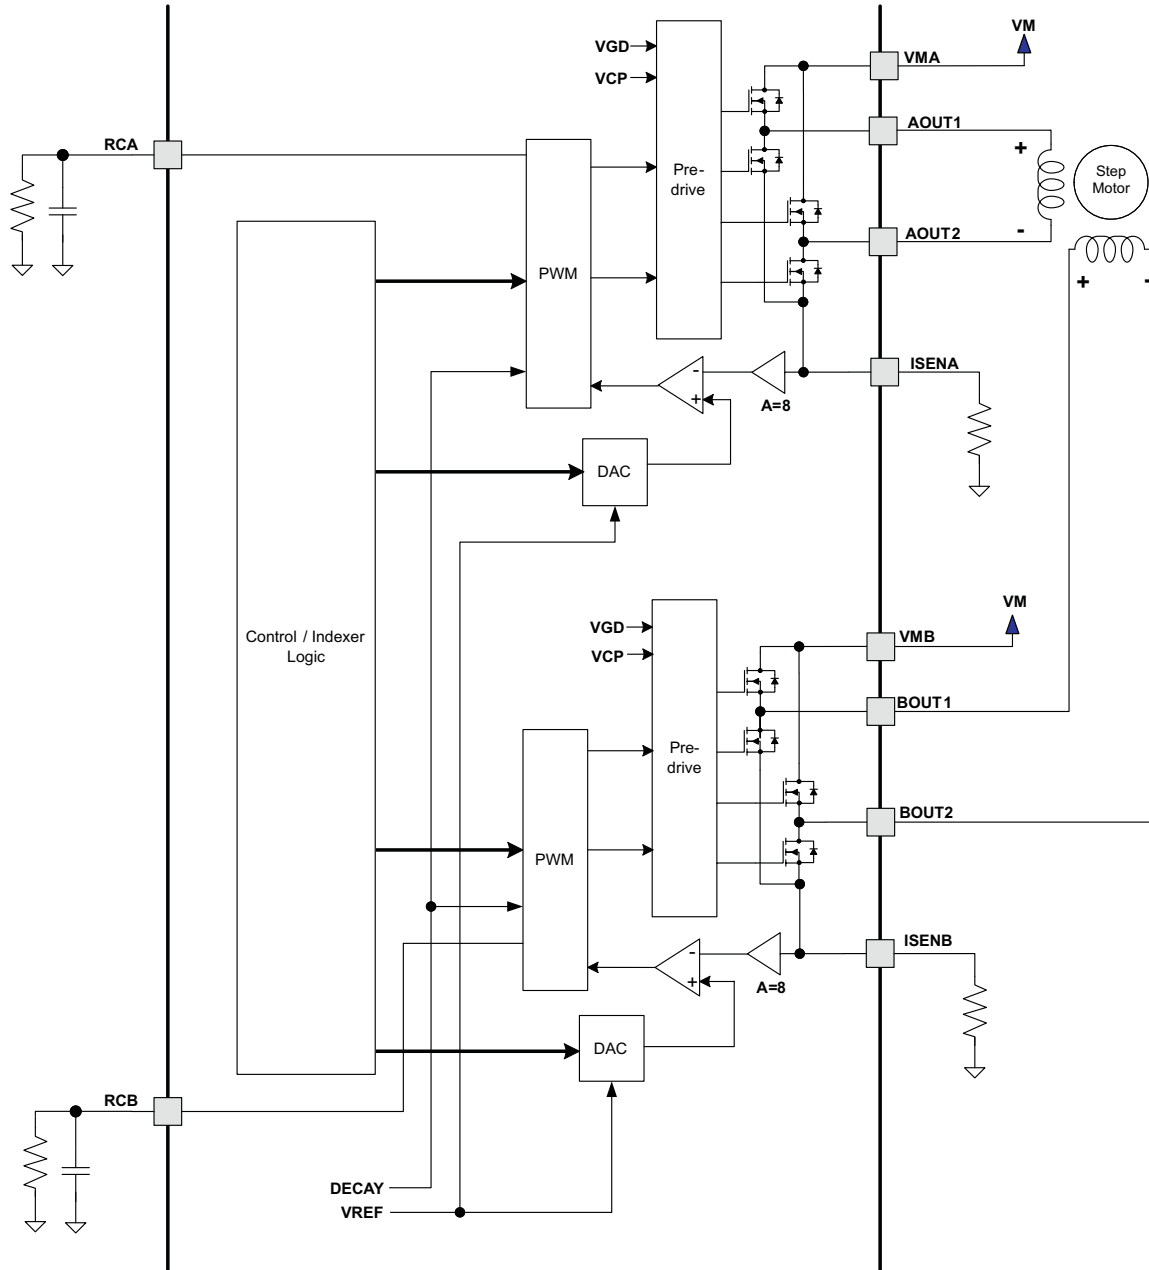 VM
VGD
VMA
VCP
AOUT1
RCA
+
Pre-
drive
Step
Motor
AOUT2
-
PWM
+
-
ISENA
-
+
A=8
DAC
VM
VGD
Control / Indexer
Logic
VMB
VCP
BOUT1
Pre-
drive
BOUT2
PWM
ISENB
-
+
A=8
DAC
RCB
DECAY
VREF